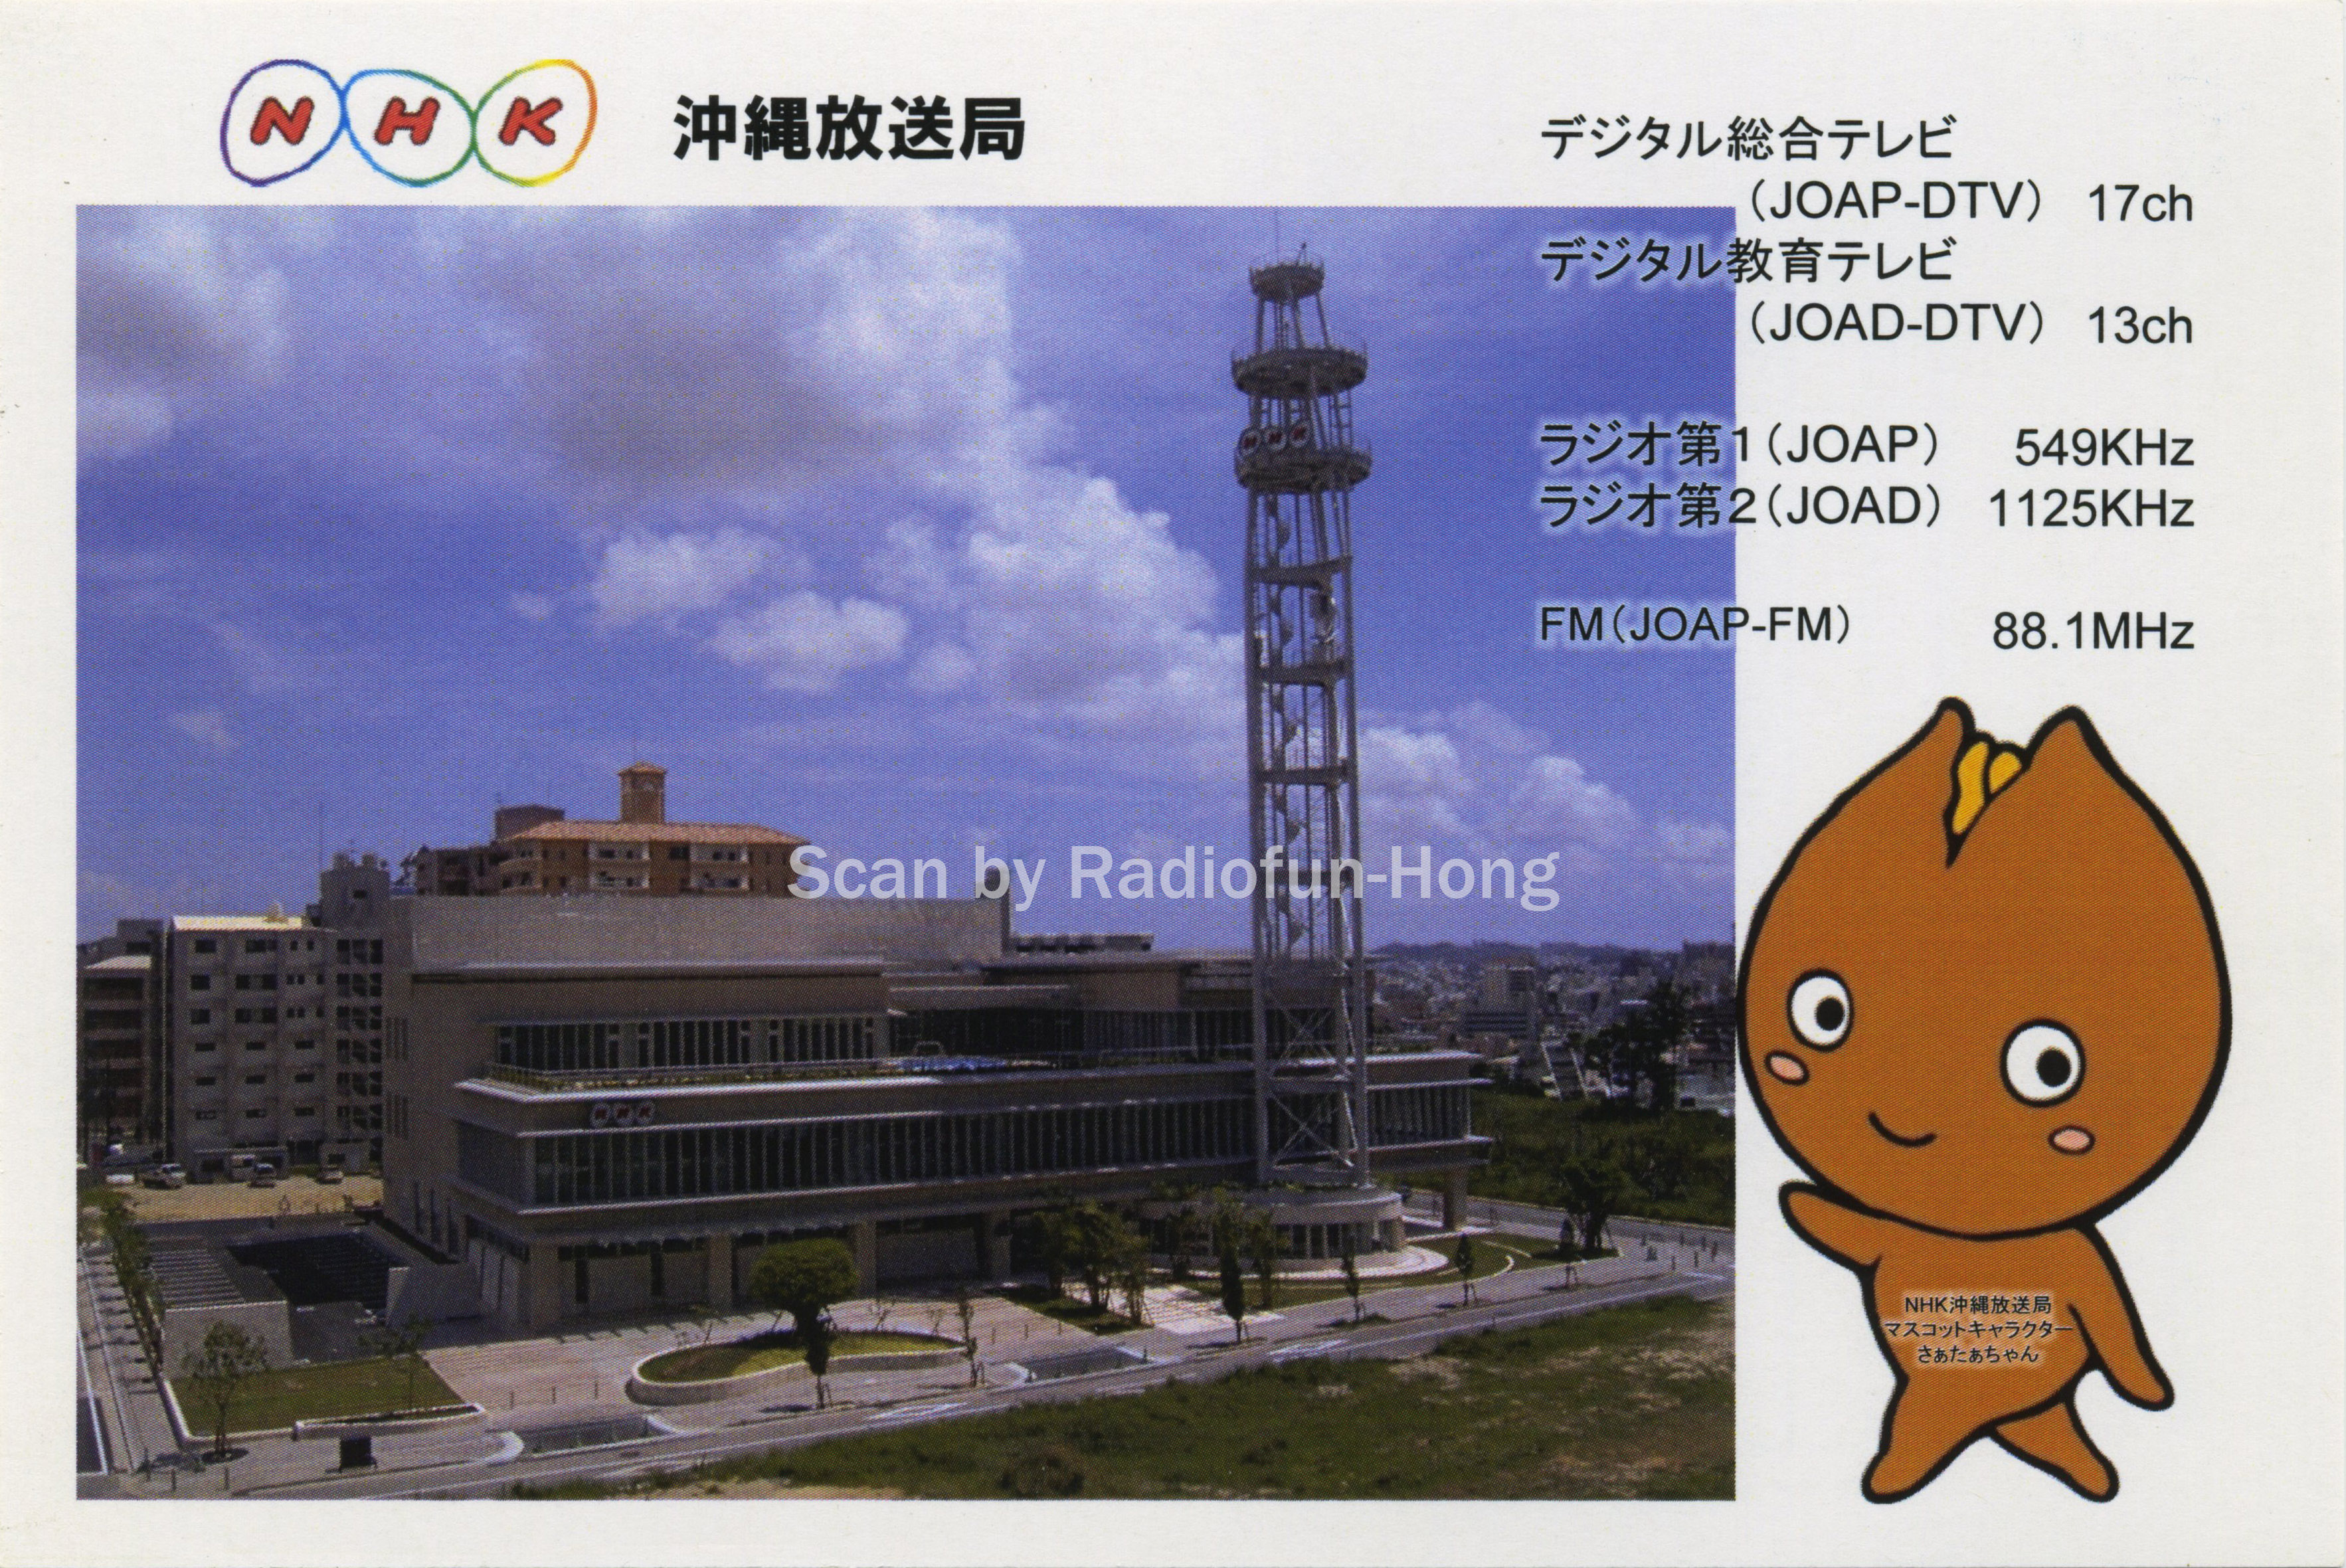 NHK 沖縄放送局
デジタル総合テレビ
（JOAP-DTV） 17ch
デジタル教育テレビ
（JOAD-DTV） 13ch
ラジオ第1（JOAP） 549KHz
ラジオ第2（JOAD） 1125KHz
FM（JOAP-FM） 88.1MHz
NHK
Scan by Radiofun-Hong
NHK
NHK沖縄放送局
マスコットキャラクター
さぁたぁちゃん